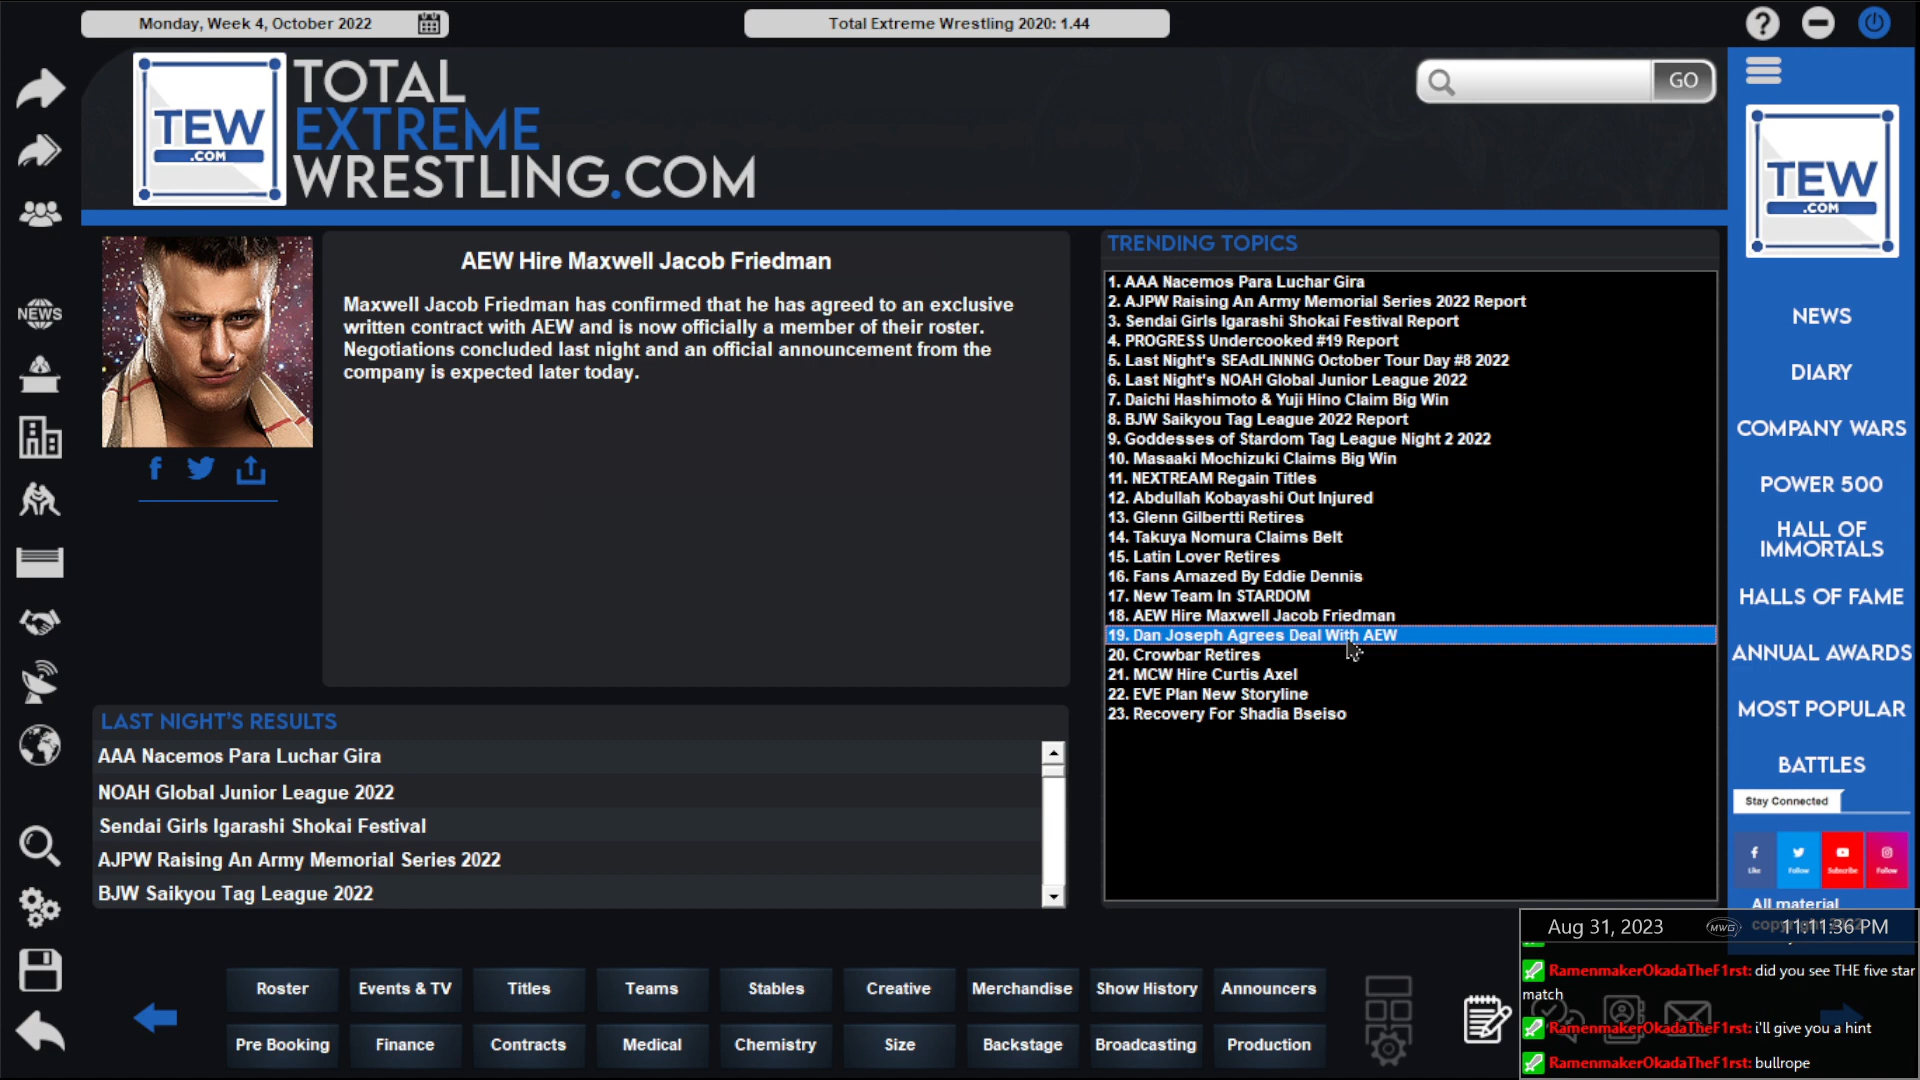 Monday, Week 4, October 2022
Total Extreme Wrestling 2020: 1.44
?
TEW
.COM
TOTAL
EXTREME
WRESTLING.COM
GO
TEW
.COM
NEWS
AEW Hire Maxwell Jacob Friedman
Maxwell Jacob Friedman has confirmed that he has agreed to an exclusive
written contract with AEW and is now officially a member of their roster.
Negotiations concluded last night and an official announcement from the
company is expected later today.
TRENDING TOPICS
1. AAA Nacemos Para Luchar Gira
2. AJPW Raising An Army Memorial Series 2022 Report
3. Sendai Girls Igarashi Shokai Festival Report
4. PROGRESS Undercooked #19 Report
5. Last Night's SEAdLINNNG October Tour Day #8 2022
6. Last Night's NOAH Global Junior League 2022
7. Daichi Hashimoto & Yuji Hino Claim Big Win
8. BJW Saikyou Tag League 2022 Report
9. Goddesses of Stardom Tag League Night 2 2022
10. Masaaki Mochizuki Claims Big Win
11. NEXTREAM Regain Titles
12. Abdullah Kobayashi Out Injured
13. Glenn Gilbertti Retires
14. Takuya Nomura Claims Belt
15. Latin Lover Retires
16. Fans Amazed By Eddie Dennis
17. New Team In STARDOM
18. AEW Hire Maxwell Jacob Friedman
19. Dan Joseph Agrees Deal With AEW
20. Crowbar Retires
21. MCW Hire Curtis Axel
22. EVE Plan New Storyline
23. Recovery For Shadia Bseiso
LAST NIGHT'S RESULTS
AAA Nacemos Para Luchar Gira
NOAH Global Junior League 2022
Sendai Girls Igarashi Shokai Festival
AJPW Raising An Army Memorial Series 2022
BJW Saikyou Tag League 2022
NEWS
DIARY
COMPANY WARS
POWER 500
HALL OF
IMMORTALS
HALLS OF FAME
ANNUAL AWARDS
MOST POPULAR
BATTLES
Stay Connected
Like
Follow
Subscribe
Follow
All material
Aug 31, 2023
MWG
11:11:36 PM
RamenmakerOkadaTheF1rst: did you see THE five star
match
RamenmakerOkadaTheF1rst: i'll give you a hint
RamenmakerOkadaTheF1rst: bullrope
Roster
Events & TV
Titles
Teams
Stables
Creative
Merchandise
Show History
Announcers
Pre Booking
Finance
Contracts
Medical
Chemistry
Size
Backstage
Broadcasting
Production